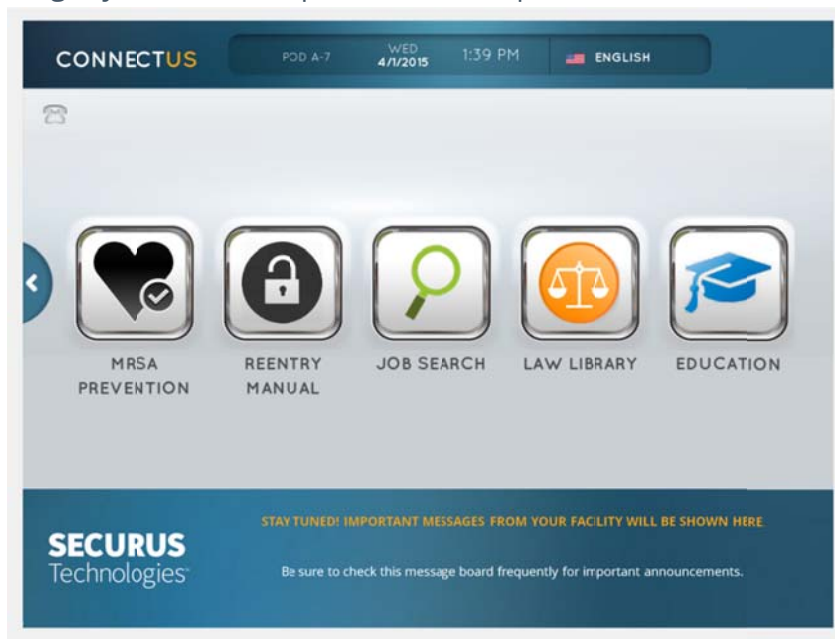 CONNECTUS
POD A-7
WED
4/1/2015
1:39 PM
ENGLISH
MRSA
PREVENTION
REENTRY
MANUAL
JOB SEARCH
LAW LIBRARY
EDUCATION
STAY TUNED! IMPORTANT MESSAGES FROM YOUR FACILITY WILL BE SHOWN HERE
SECURUS
Technologies
Be sure to check this message board frequently for important announcements.